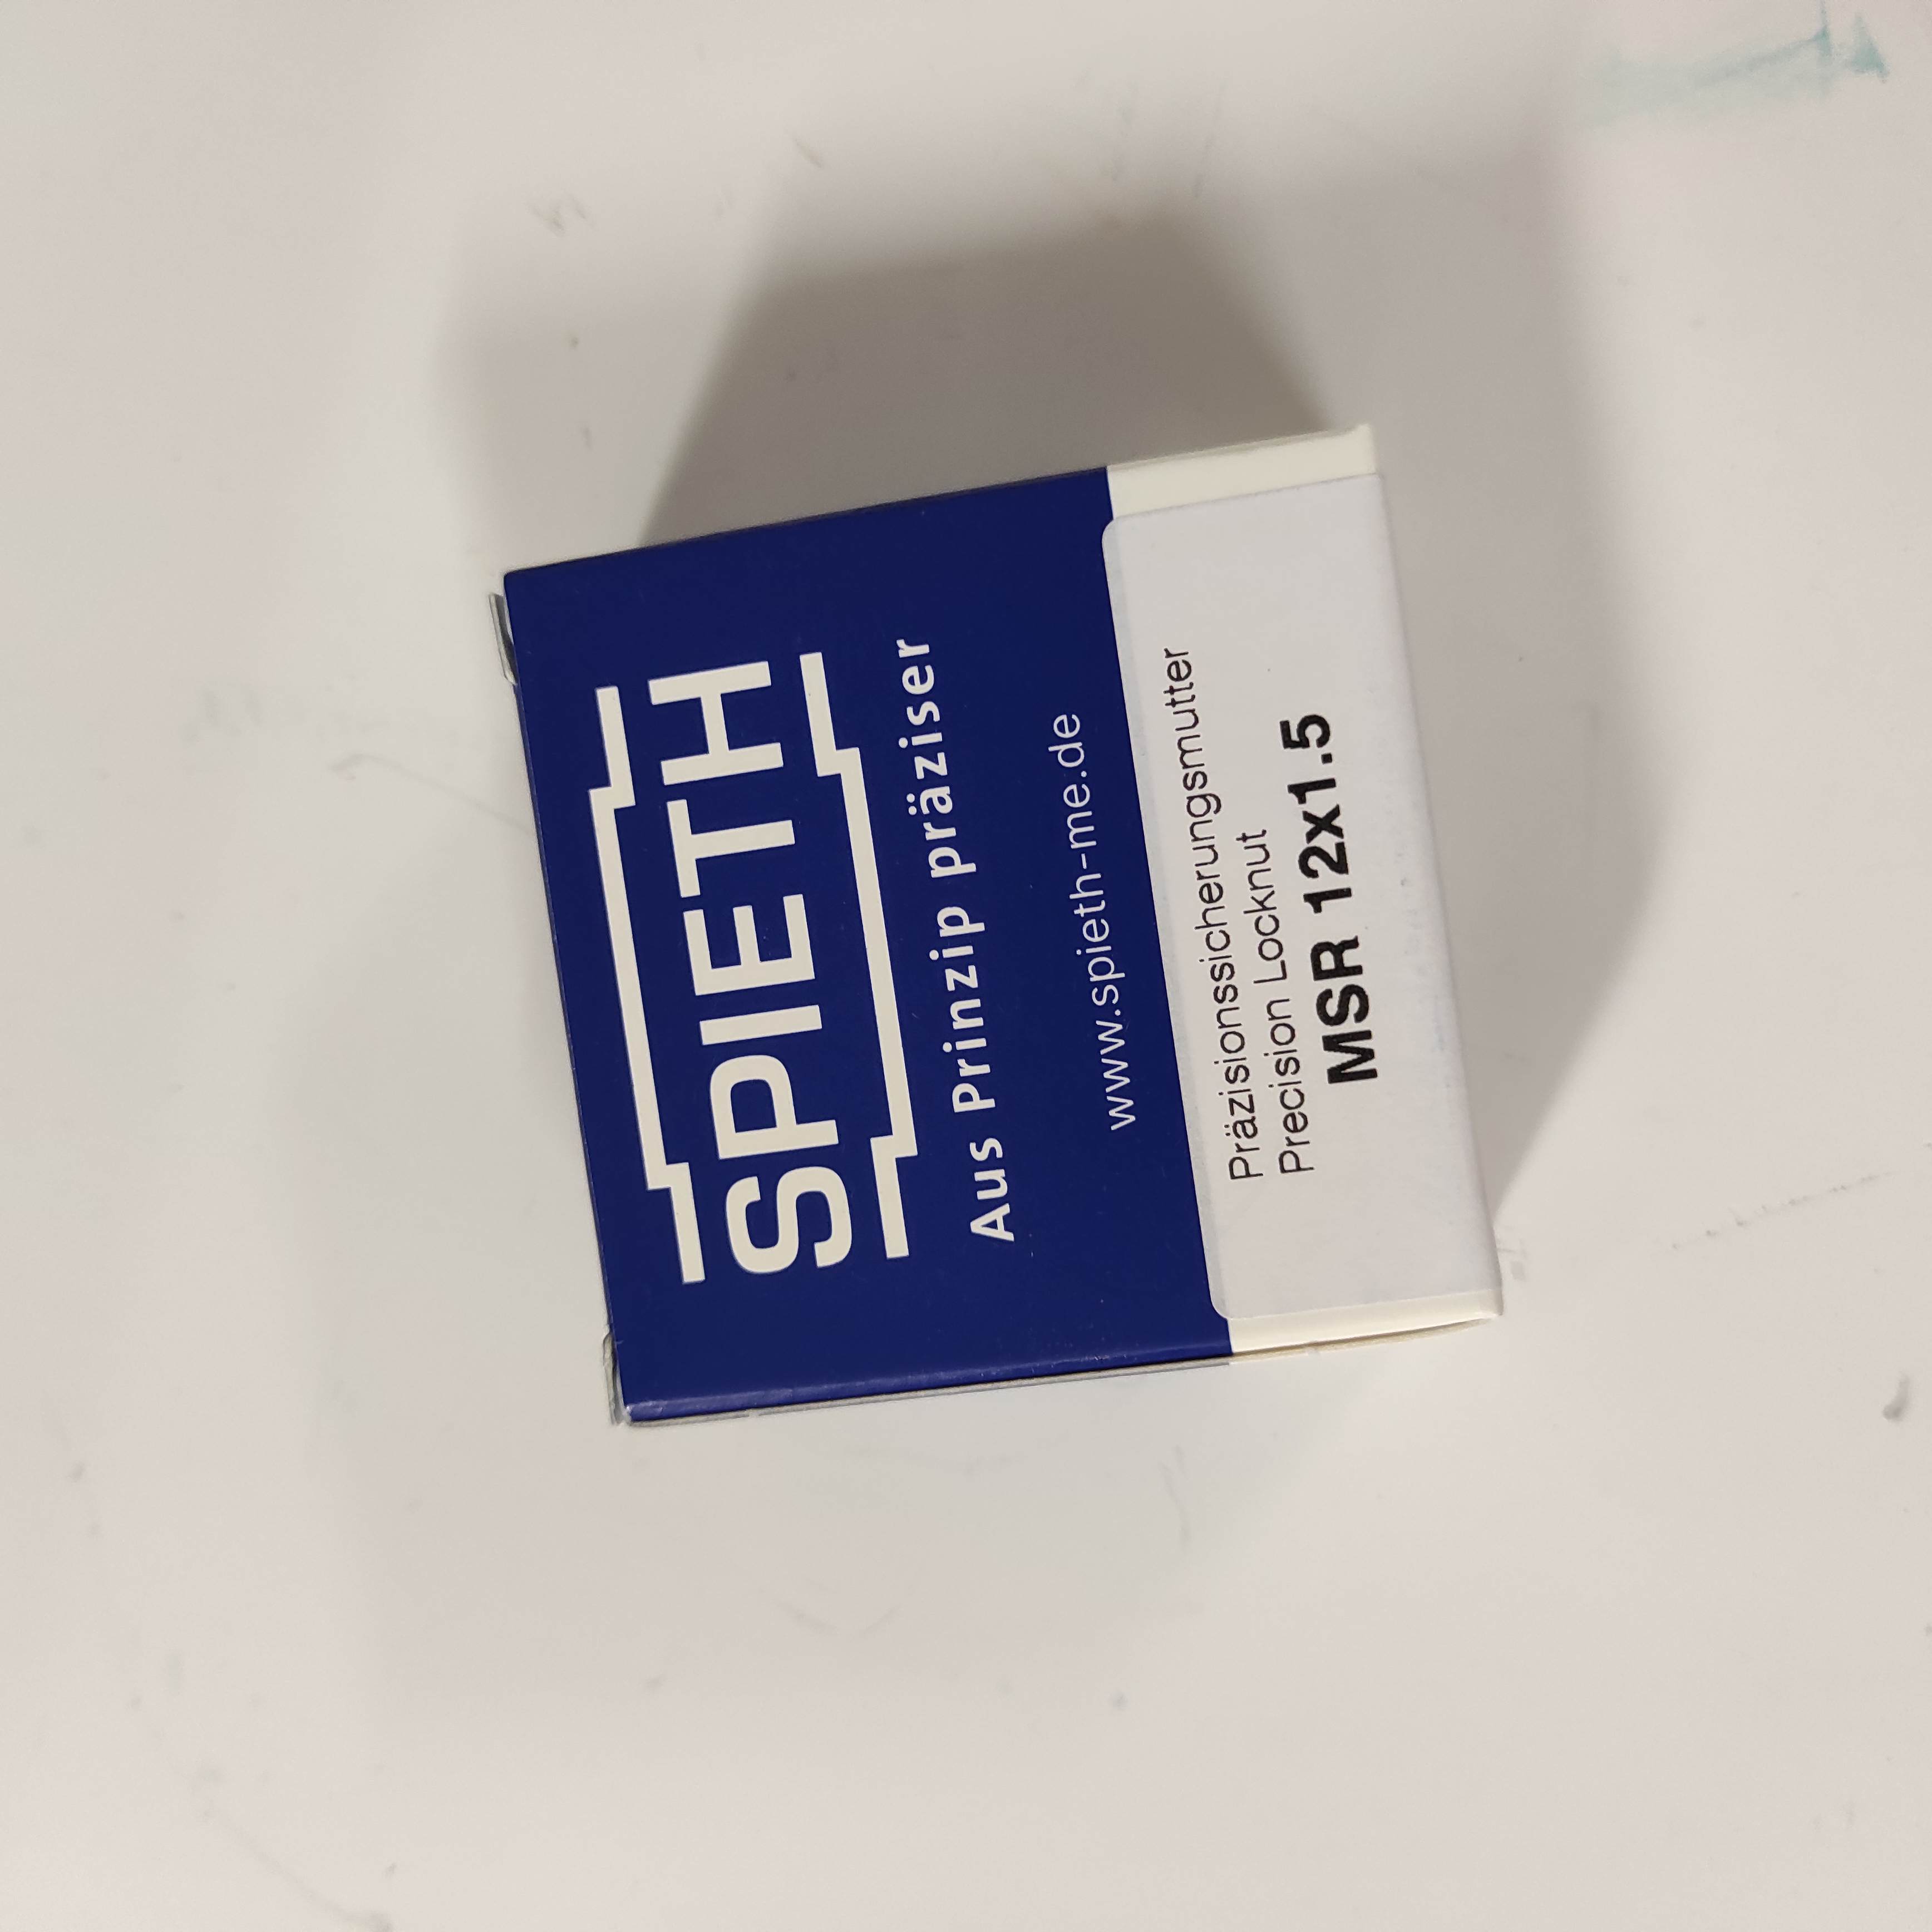 SPIETH
Aus Prinzip präziser
www.spieth-me.de
Präzisionssicherungsmutter
Precision Locknut
MSR 12x1.5